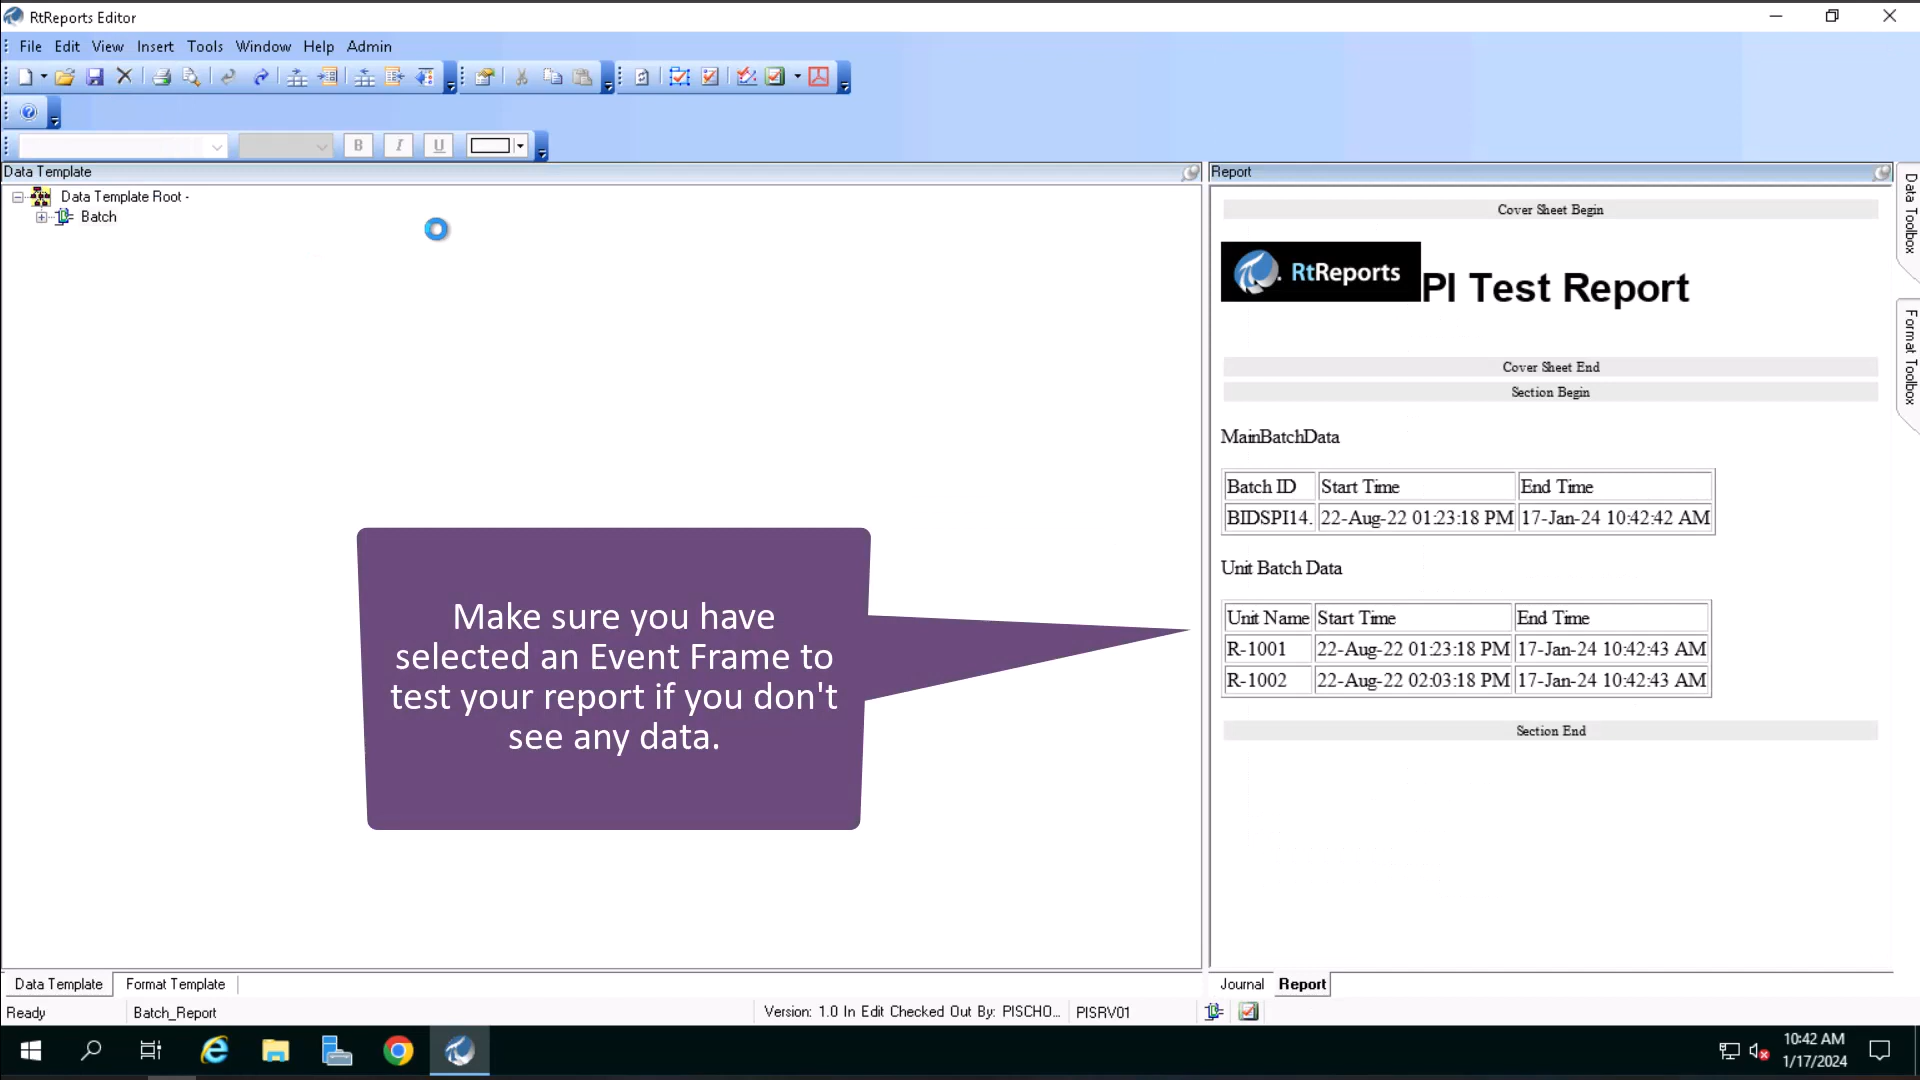 RtReports Editor
File Edit View Insert Tools Window Help Admin
B I U
Data Template
Data Template Root -
Batch
Make sure you have
selected an Event Frame to
test your report if you don't
see any data.
Report
Cover Sheet Begin
RtReports PI Test Report
Cover Sheet End
Section Begin
MainBatchData
Batch ID Start Time End Time
BIDSPI14. 22-Aug-22 01:23:18 PM 17-Jan-24 10:42:42 AM
Unit Batch Data
Unit Name Start Time End Time
R-1001 22-Aug-22 01:23:18 PM 17-Jan-24 10:42:43 AM
R-1002 22-Aug-22 02:03:18 PM 17-Jan-24 10:42:43 AM
Section End
Data Toolbox
Format Toolbox
Data Template Format Template
Journal Report
Ready Batch_Report Version: 1.0 In Edit Checked Out By: PISCHO... PISRV01
10:42 AM
1/17/2024